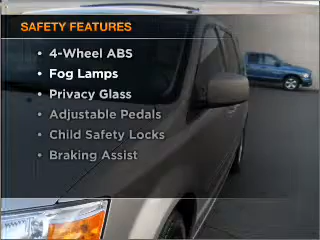 SAFETY FEATURES
• 4-Wheel ABS
• Fog Lamps
• Privacy Glass
• Adjustable Pedals
• Child Safety Locks
• Braking Assist